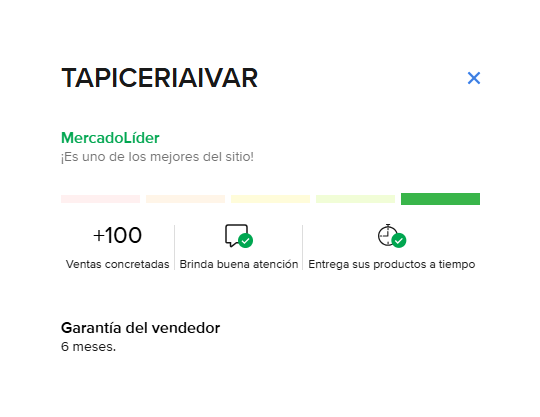 TAPICERIAIVAR
MercadoLíder
¡Es uno de los mejores del sitio!
+100
Ventas concretadas
Brinda buena atención
Entrega sus productos a tiempo
Garantía del vendedor
6 meses.